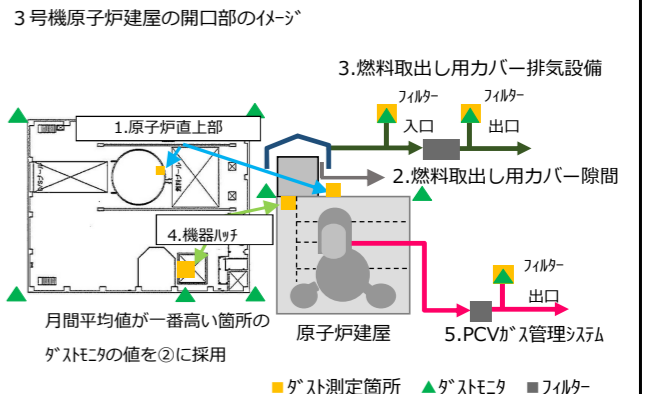 3号機原子炉建屋の開口部のｲﾒｰｼﾞ
3.燃料取出し用カバー排気設備
ﾌｨﾙﾀｰ
ﾌｨﾙﾀｰ
1.原子炉直上部
入口
出口
2.燃料取出し用カバー隙間
4.機器ﾊｯﾁ
ﾌｨﾙﾀｰ
出口
月間平均値が一番高い箇所の
ﾀﾞｽﾄﾓﾆﾀの値を②に採用
原子炉建屋
5.PCVｶﾞｽ管理ｼｽﾃﾑ
ﾀﾞｽﾄ測定箇所
ﾀﾞｽﾄﾓﾆﾀ
ﾌｨﾙﾀｰ